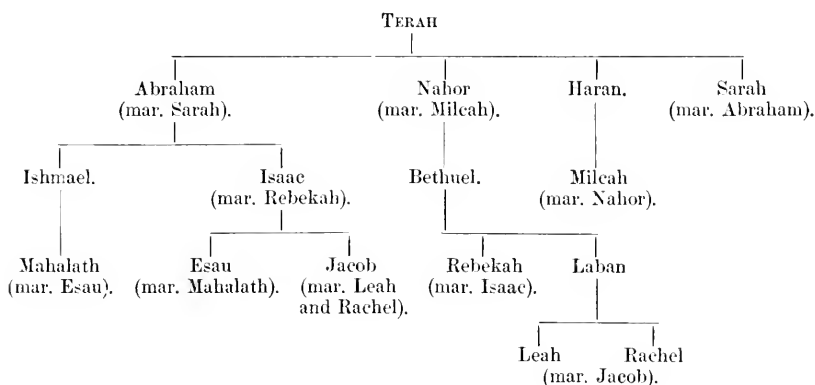 TERAH
Abraham Nahor Haran. Sarah
(mar. Sarah). (mar. Milcah). (mar. Abraham).
Ishmael. Isaac Bethuel. Milcah
(mar. Rebekah). (mar. Nahor).
Mahalath Esau Jacob Rebekah Laban
(mar. Esau). (mar. Mahalath). (mar. Leah (mar. Isaac).
and Rachel).
Leah Rachel
(mar. Jacob).